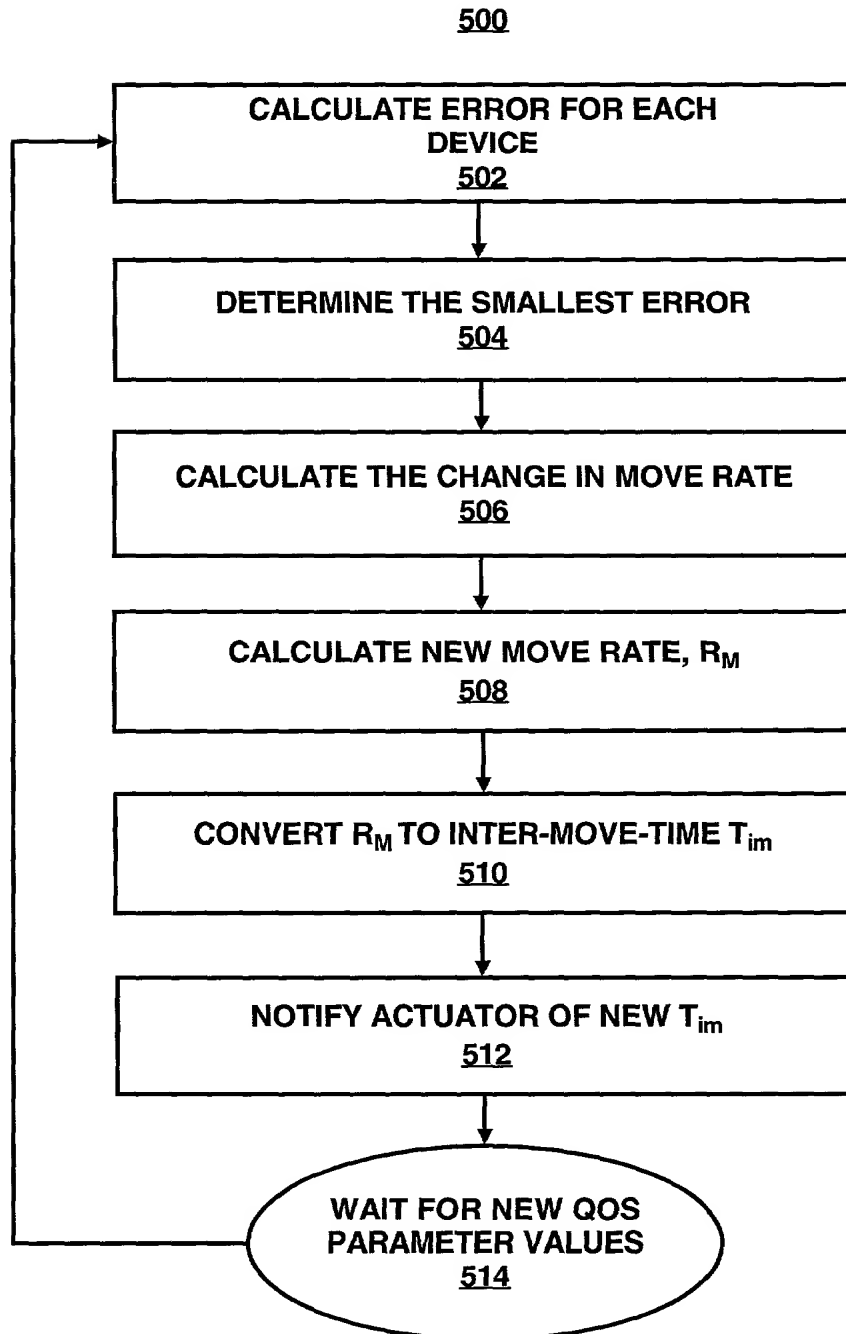 500
CALCULATE ERROR FOR EACH
DEVICE
502
DETERMINE THE SMALLEST ERROR
504
CALCULATE THE CHANGE IN MOVE RATE
506
CALCULATE NEW MOVE RATE, RM
508
CONVERT RM TO INTER-MOVE-TIME Tim
510
NOTIFY ACTUATOR OF NEW Tim
512
WAIT FOR NEW QOS
PARAMETER VALUES
514